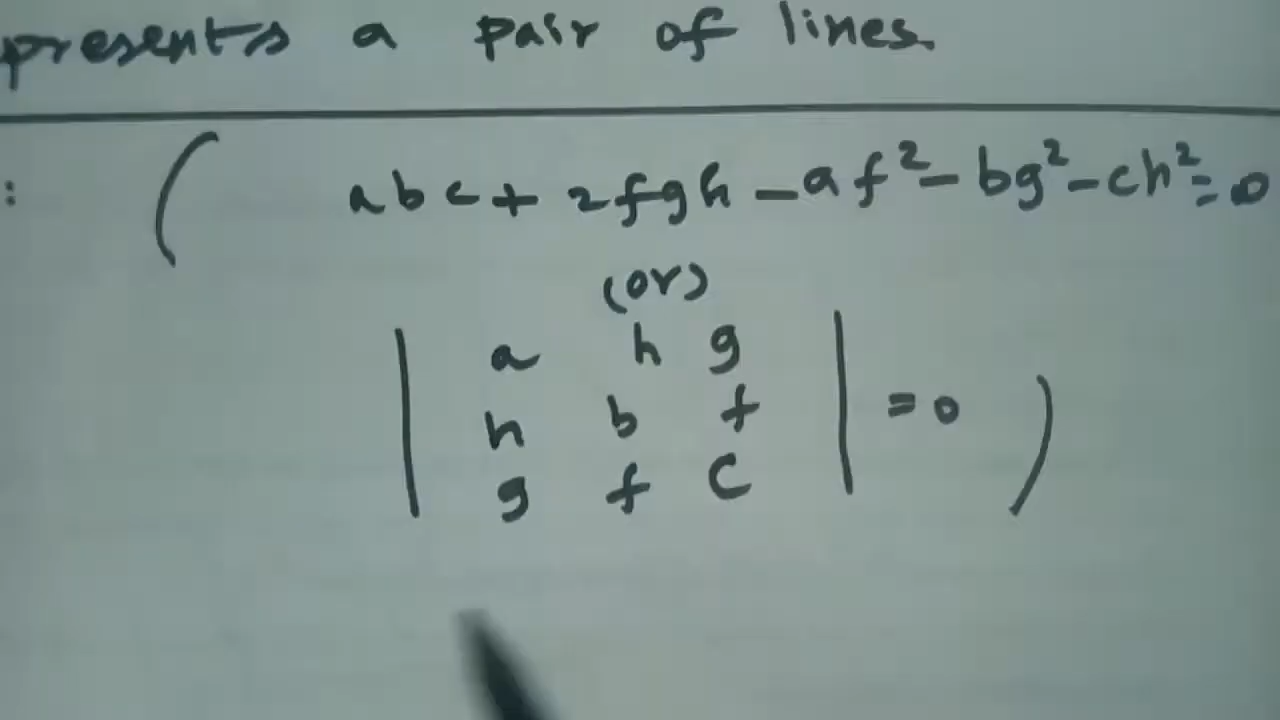 presents a pair of lines.
: ( abc + 2fgh - af² - bg² - ch² = 0
(or)
| a h g |
| h b f | = 0 )
| g f c |